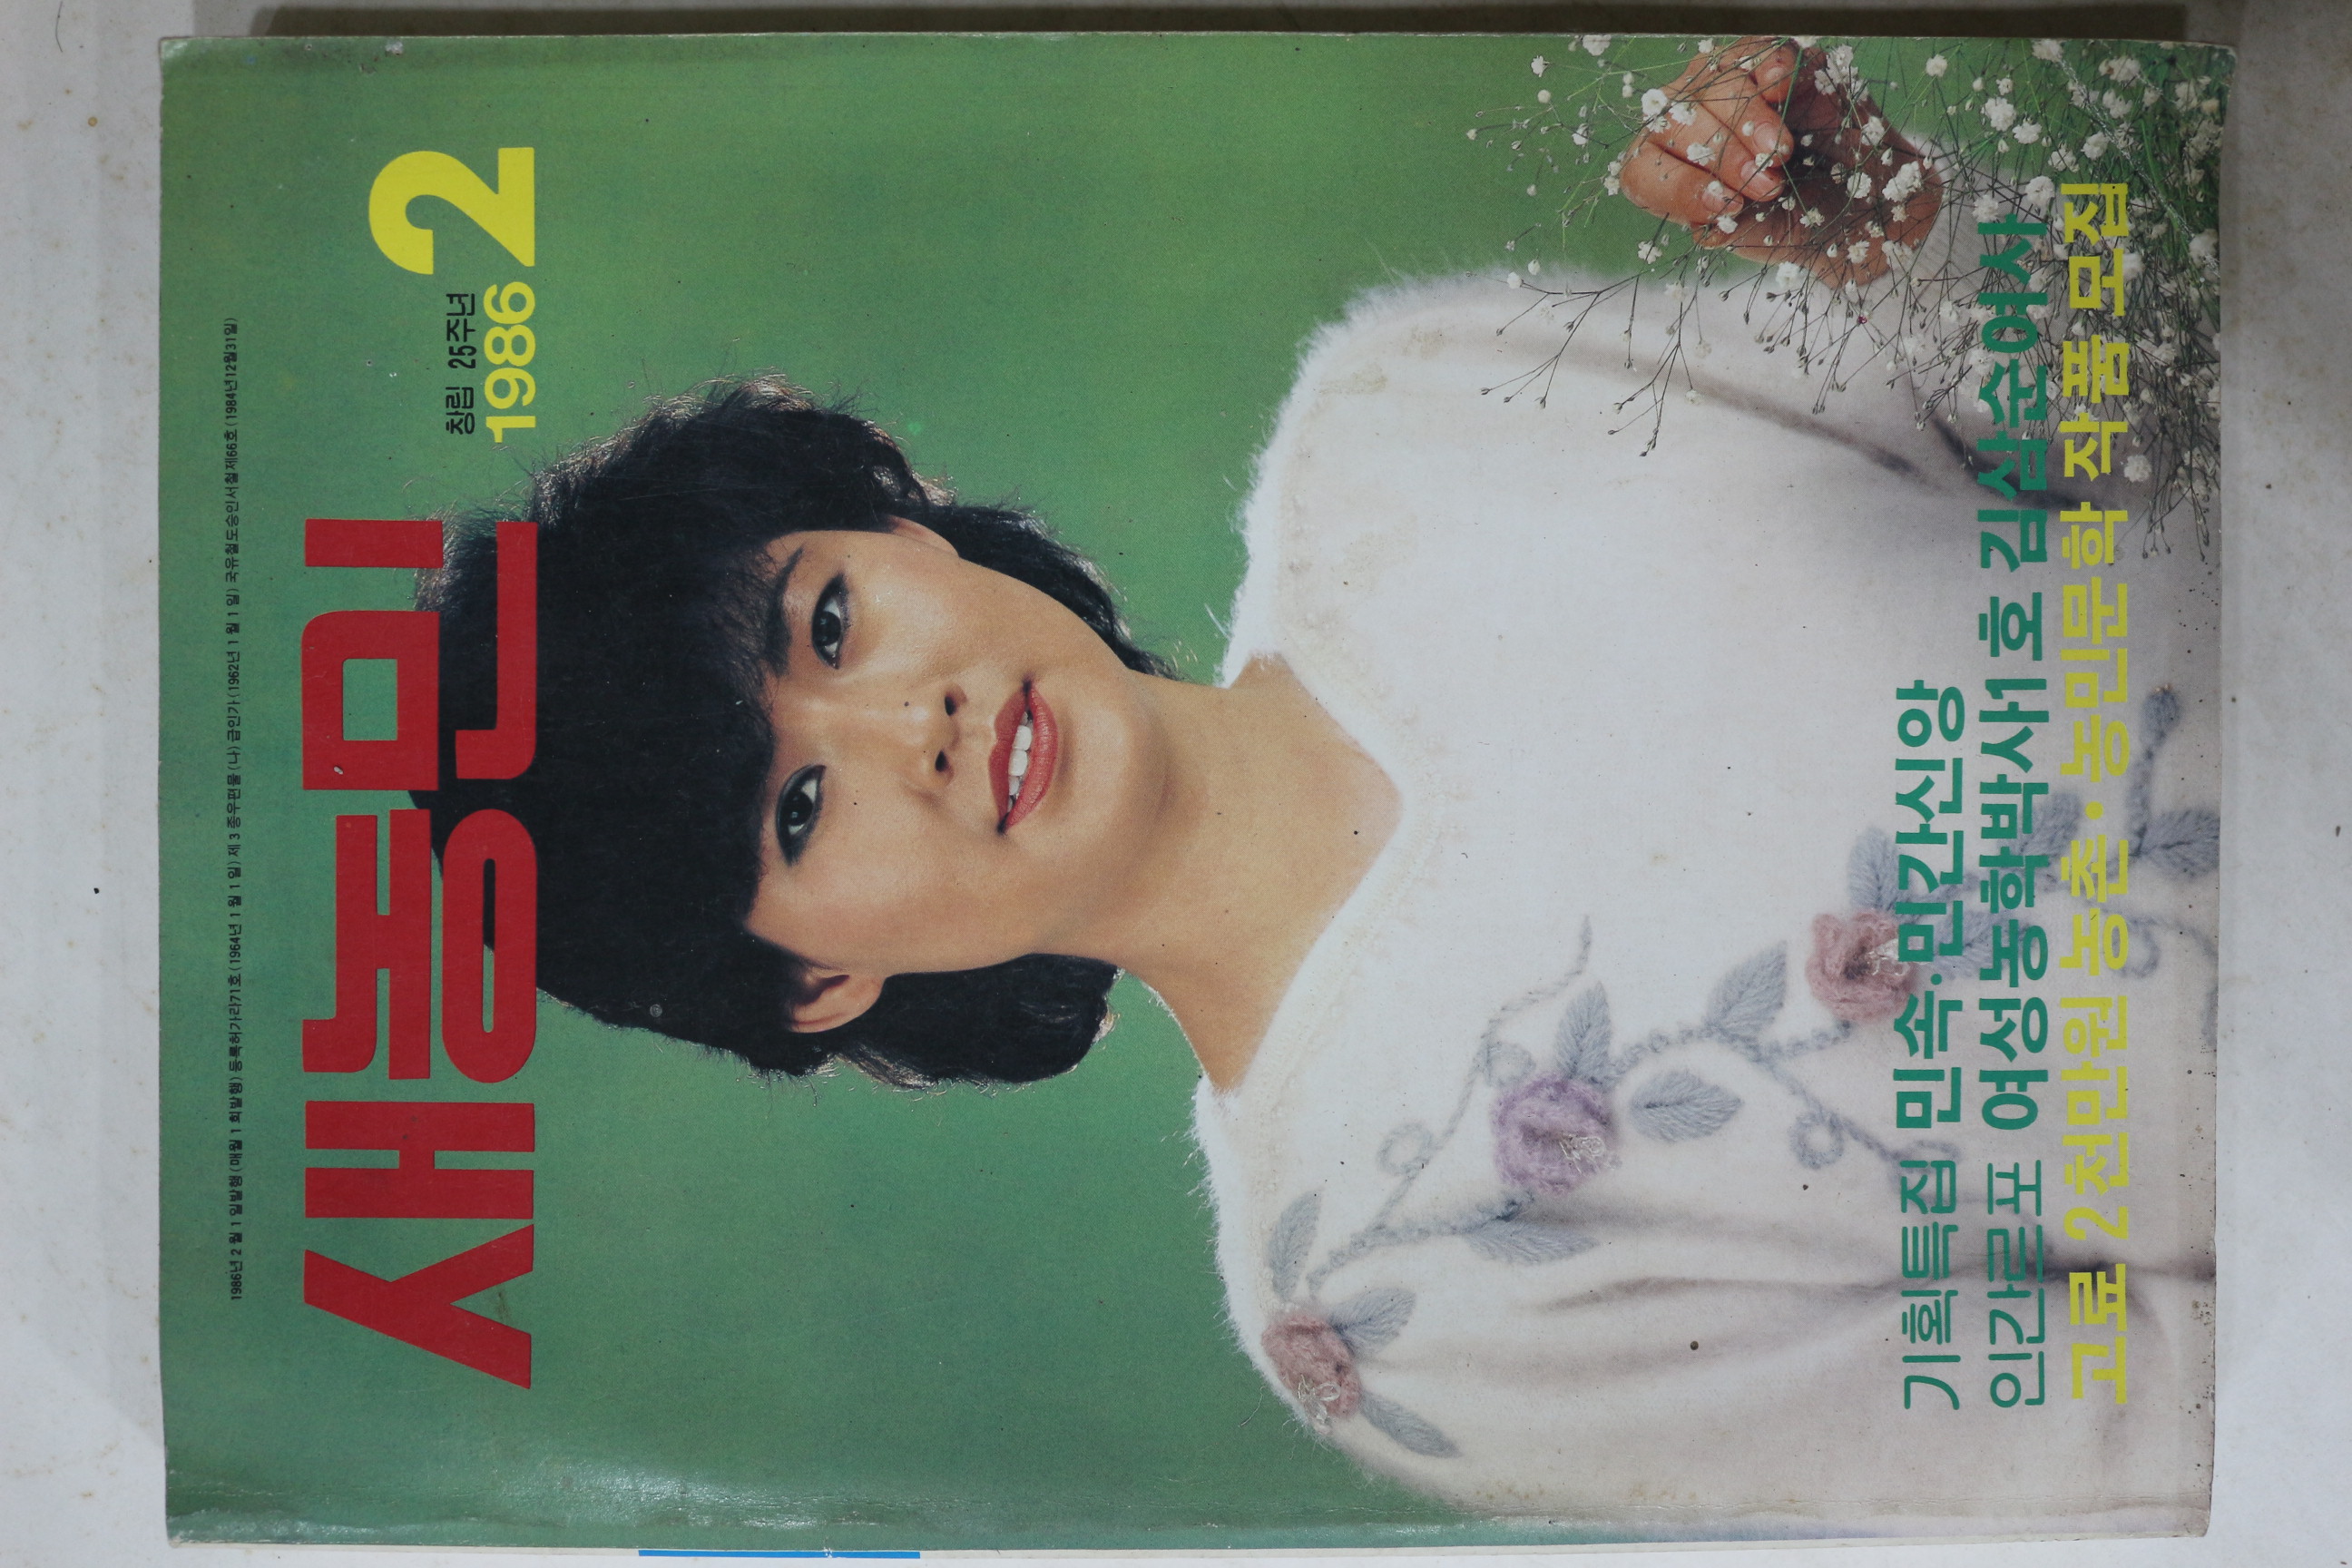 1986년 2 월 1 일발행(매월 1 회발행) 등록허가라71호(1964년 1 월 1 일) 제 3 종우편물(나) 급인가(1962년 1 월 1 일) 국유철도승인서철제66호(1984년12월31일)
새농민
창립 25주년
1986 2
기획특집 민속·민간신앙
인간르포 여성농학박사1호 김삼순여사
고료 2천만원 농촌·농민문학 작품 모집